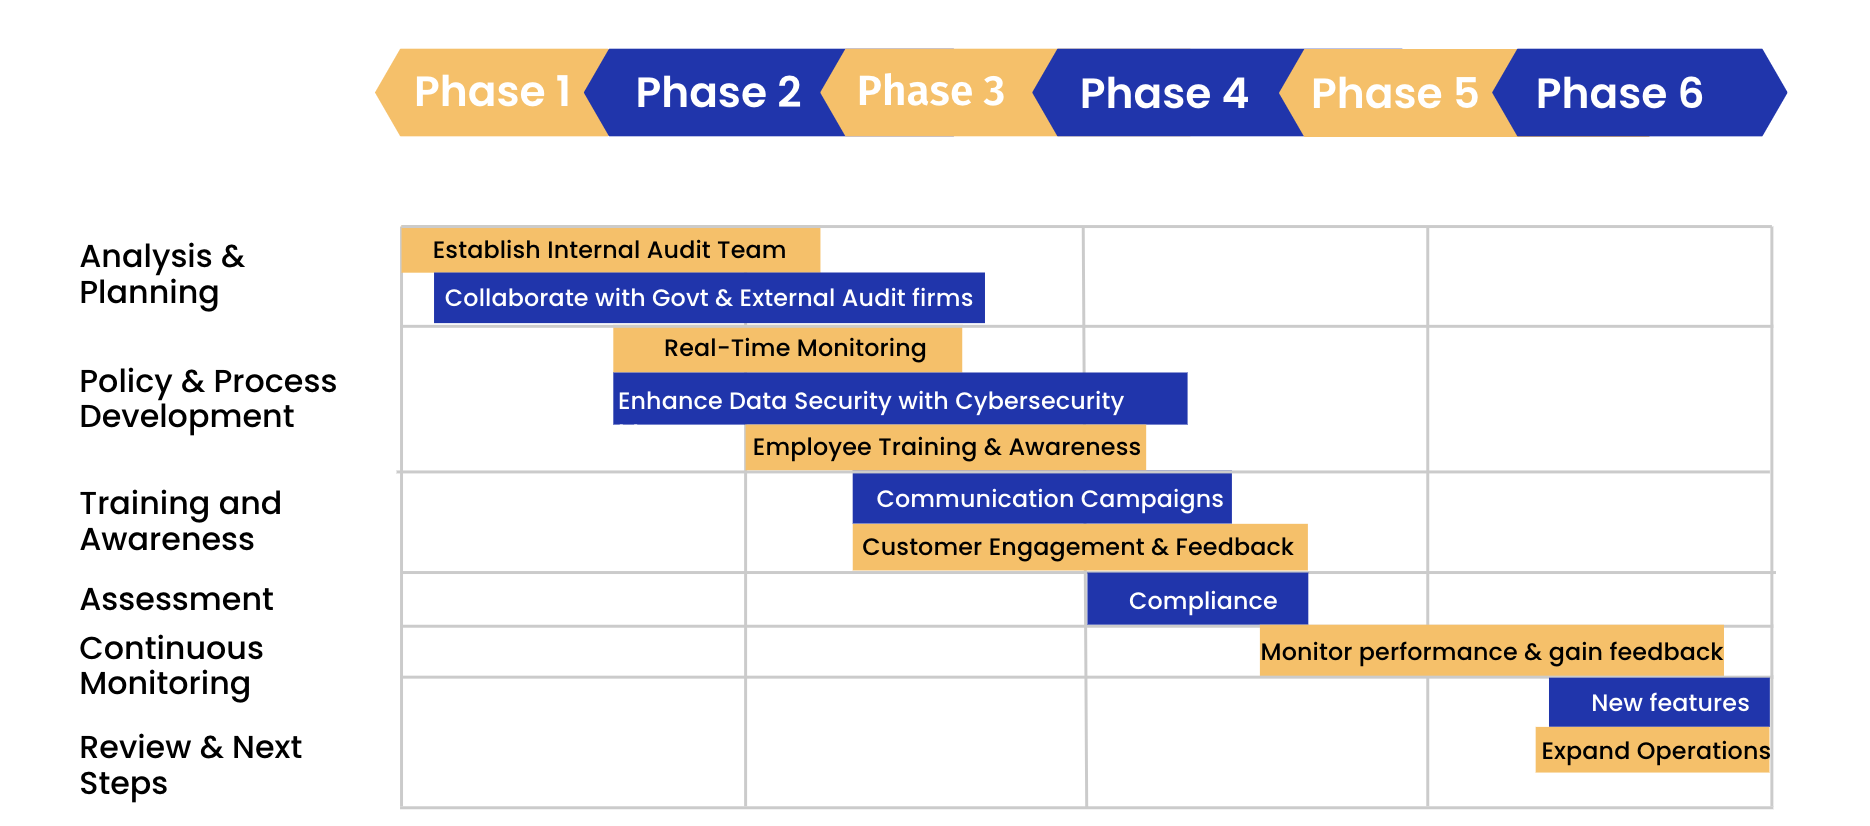 Phase 1
Phase 2
Phase 3
Phase 4
Phase 5
Phase 6
Analysis &
Planning
Establish Internal Audit Team
Collaborate with Govt & External Audit firms
Policy & Process
Development
Real-Time Monitoring
Enhance Data Security with Cybersecurity
Employee Training & Awareness
Training and
Awareness
Communication Campaigns
Customer Engagement & Feedback
Assessment
Compliance
Continuous
Monitoring
Monitor performance & gain feedback
Review & Next
Steps
New features
Expand Operations